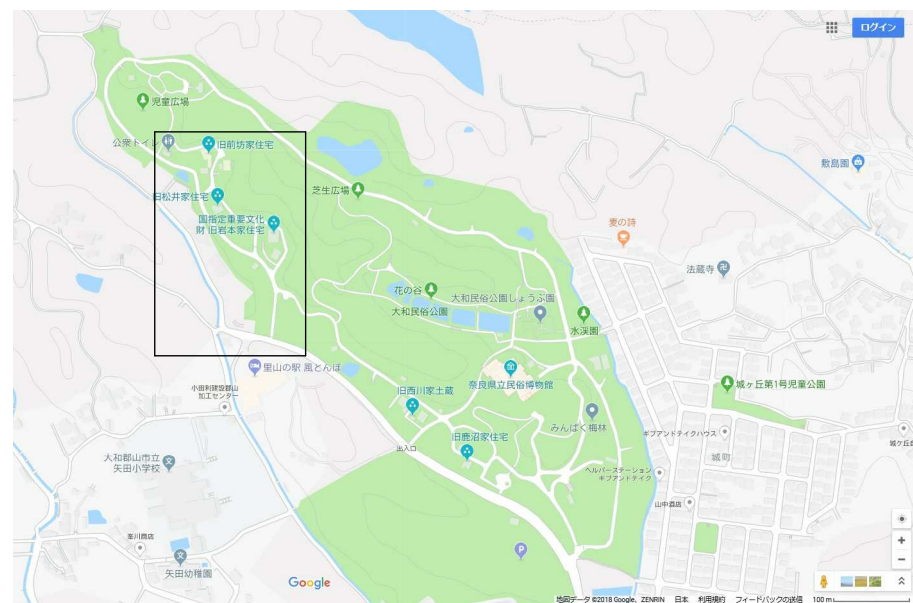 ログイン
児童広場
公衆トイレ
旧前坊家住宅
敷島園
旧松井家住宅
芝生広場
国指定重要文化
財 旧岩本家住宅
麦の詩
法蔵寺
花の谷
大和民俗公園しょうぶ園
大和民俗公園
水渓園
里山の駅 風とんぼ
奈良県立民俗博物館
小田利建設郡山
加工センター
旧西川家土蔵
城ヶ丘第1号児童公園
みんぱく梅林
旧鹿沼家住宅
ギブアンドテイクハウス
城ケ丘
出入口
大和郡山市立
矢田小学校
城町
ヘルパーステーション
ギブアンドテイク
山中酒店
峯川商店
矢田幼稚園
Google
地図データ ©2018 Google、ZENRIN 日本 利用規約 フィードバックの送信 100 m